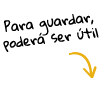 Para guardar,
poderá ser útil